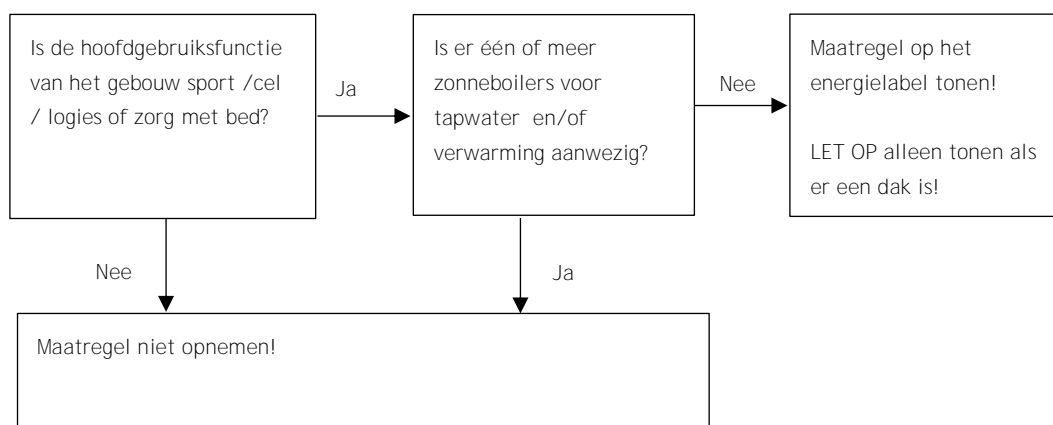 Is de hoofdgebruiksfunctie
van het gebouw sport /cel
/ logies of zorg met bed?
Ja
Is er één of meer
zonneboilers voor
tapwater en/of
verwarming aanwezig?
Nee
Maatregel op het
energielabel tonen!
LET OP alleen tonen als
er een dak is!
Nee
Ja
Maatregel niet opnemen!